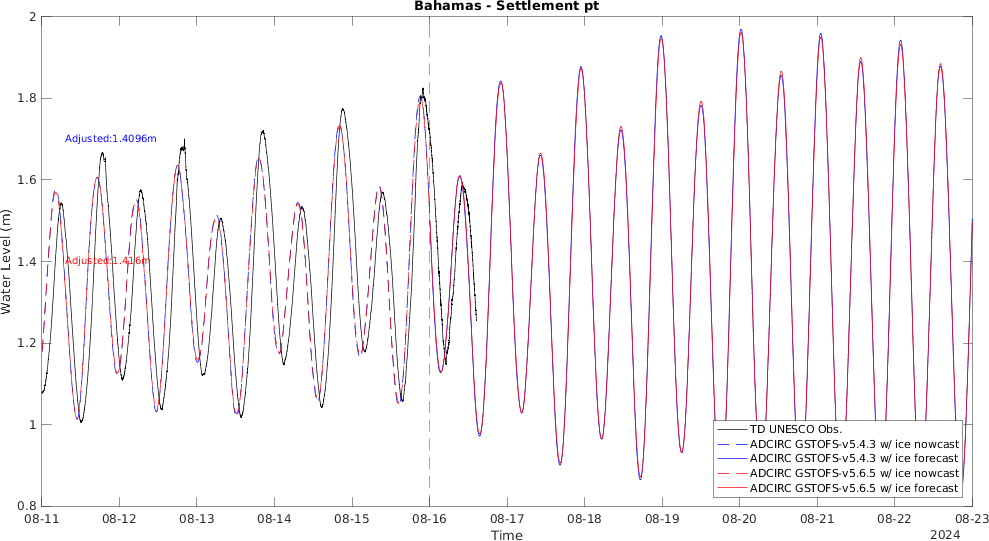 Bahamas - Settlement pt
2
1.8
1.6
1.4
1.2
1
0.8
Water Level (m)
Adjusted:1.4096m
Adjusted:1.416m
TD UNESCO Obs.
ADCIRC GSTOFS-v5.4.3 w/ ice nowcast
ADCIRC GSTOFS-v5.4.3 w/ ice forecast
ADCIRC GSTOFS-v5.6.5 w/ ice nowcast
ADCIRC GSTOFS-v5.6.5 w/ ice forecast
08-11 08-12 08-13 08-14 08-15 08-16 08-17 08-18 08-19 08-20 08-21 08-22 08-23
Time
2024